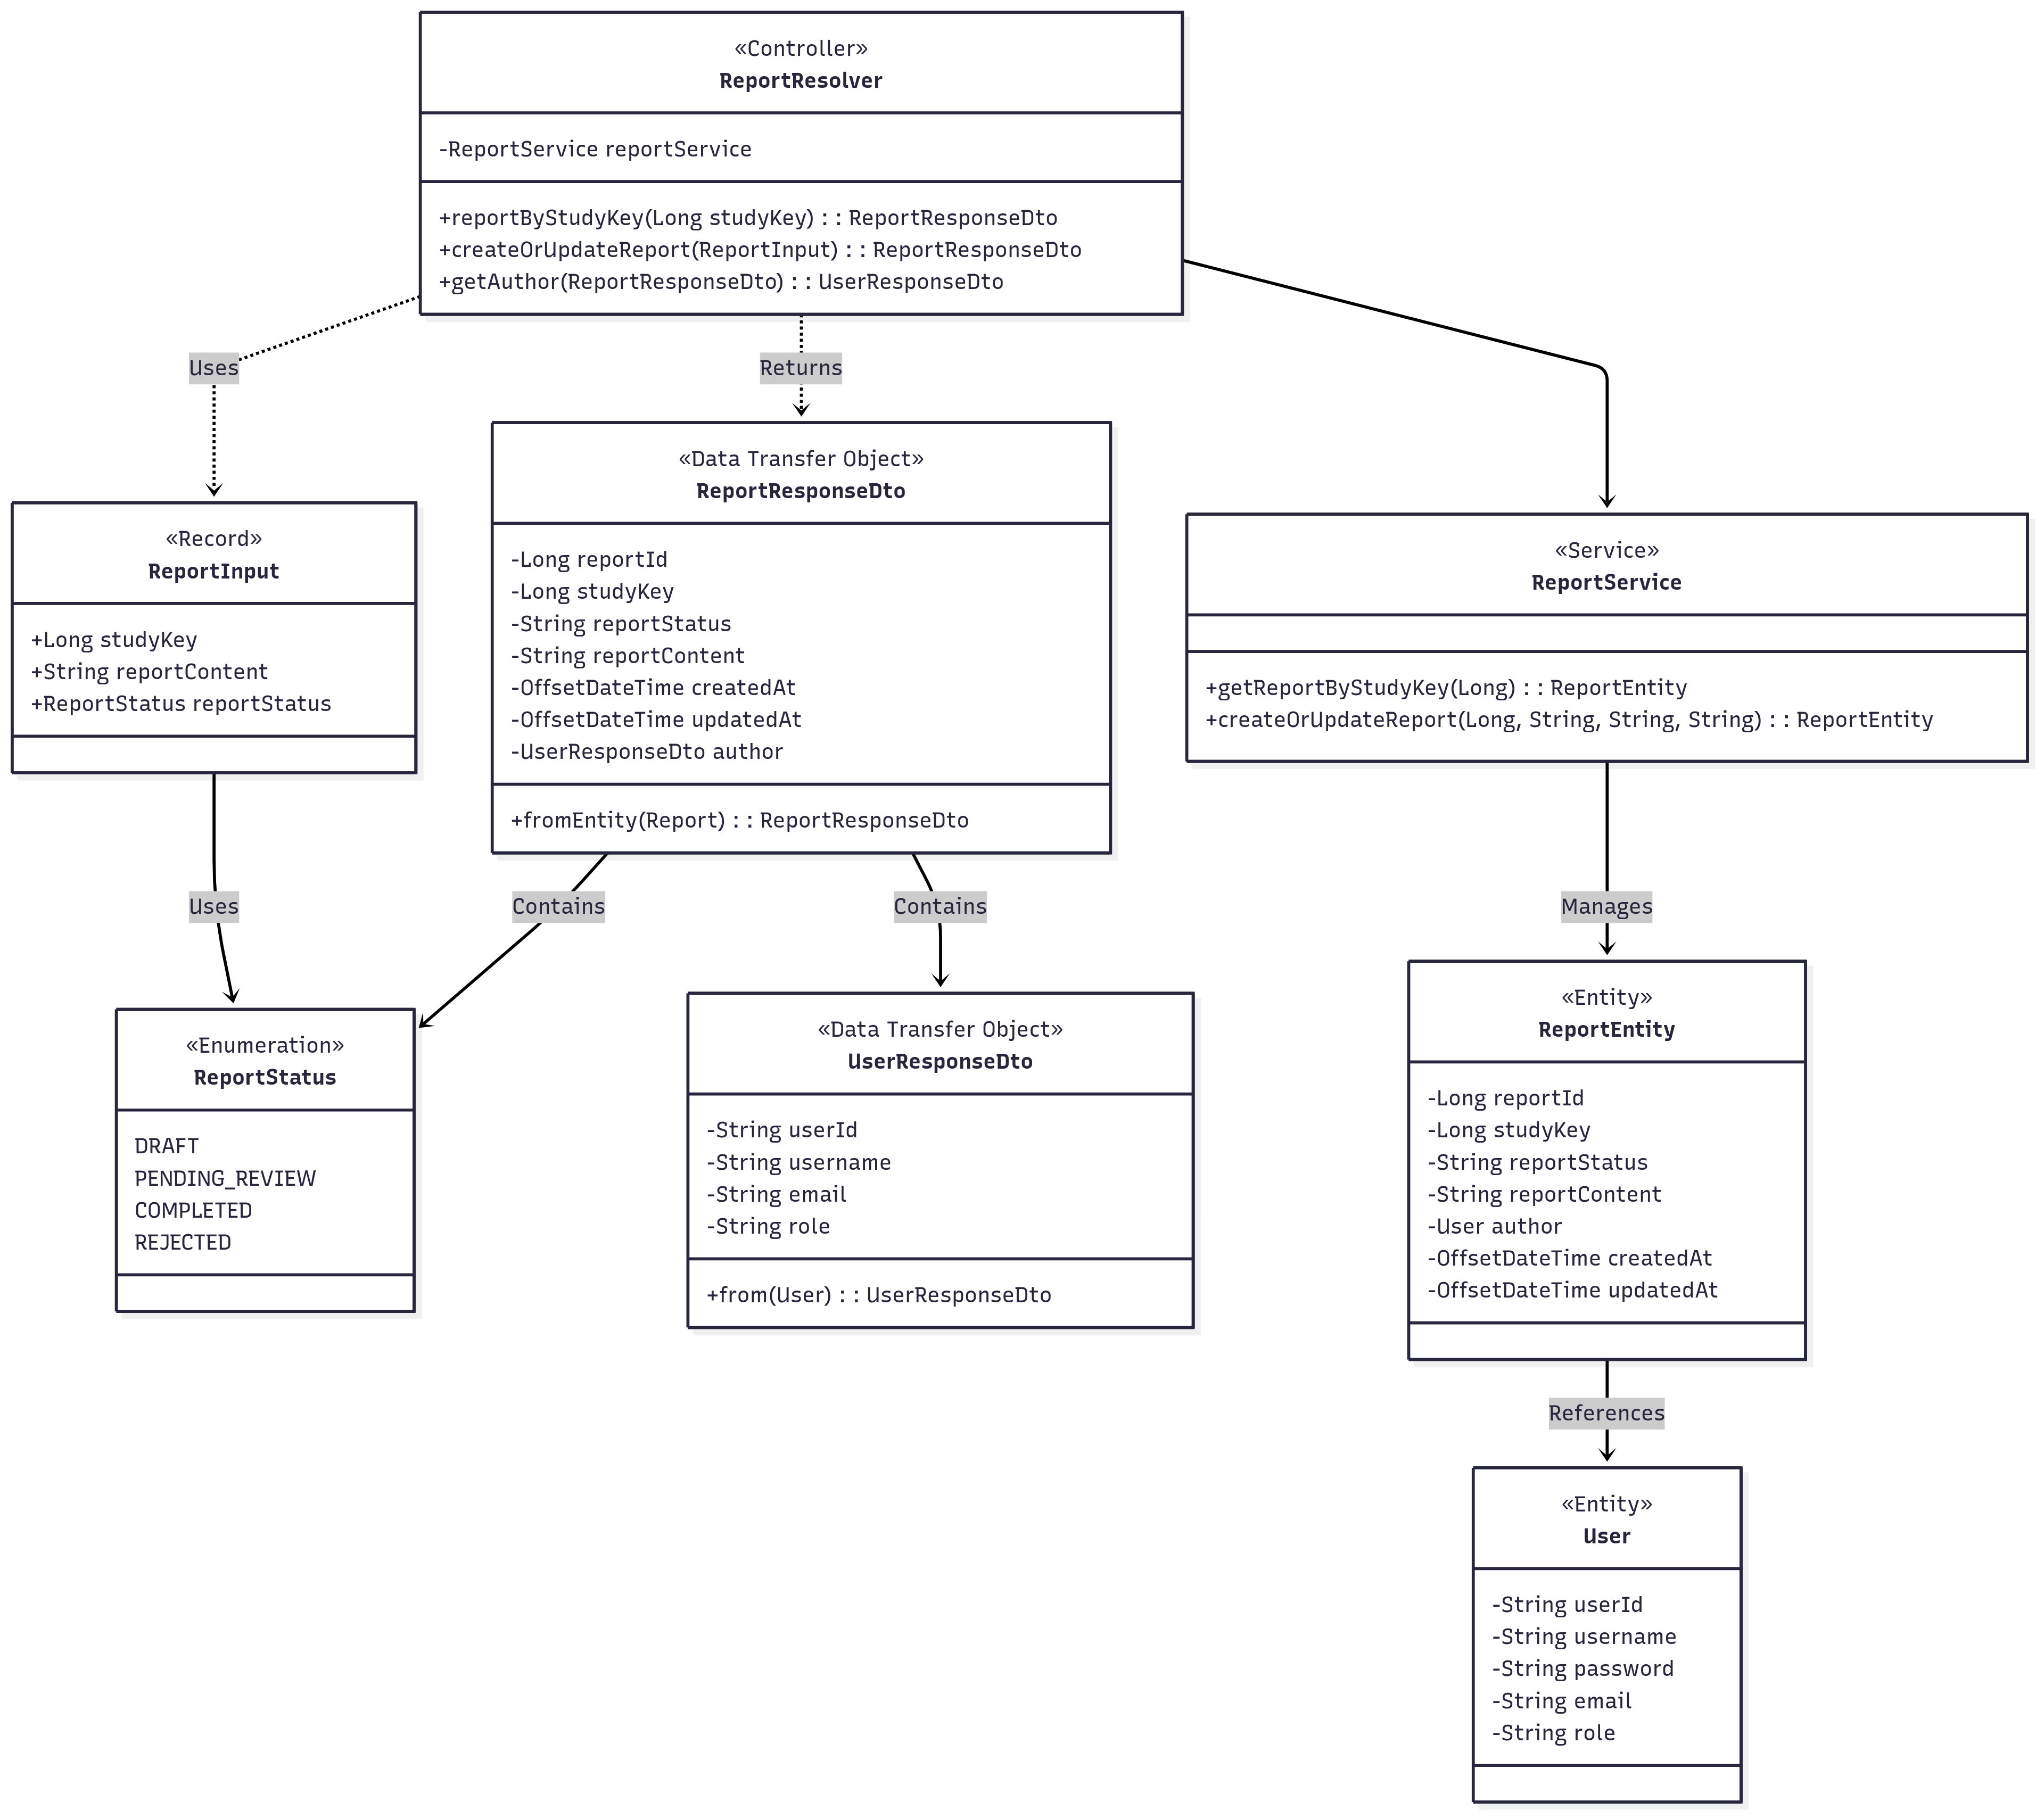 «Controller»
ReportResolver
-ReportService reportService
+reportByStudyKey(Long studyKey) : : ReportResponseDto
+createOrUpdateReport(ReportInput) : : ReportResponseDto
+getAuthor(ReportResponseDto) : : UserResponseDto
Uses
Returns
«Record»
ReportInput
+Long studyKey
+String reportContent
+ReportStatus reportStatus
«Data Transfer Object»
ReportResponseDto
-Long reportId
-Long studyKey
-String reportStatus
-String reportContent
-OffsetDateTime createdAt
-OffsetDateTime updatedAt
-UserResponseDto author
+fromEntity(Report) : : ReportResponseDto
«Service»
ReportService
+getReportByStudyKey(Long) : : ReportEntity
+createOrUpdateReport(Long, String, String, String) : : ReportEntity
Uses
Contains
Contains
Manages
«Enumeration»
ReportStatus
DRAFT
PENDING_REVIEW
COMPLETED
REJECTED
«Data Transfer Object»
UserResponseDto
-String userId
-String username
-String email
-String role
+from(User) : : UserResponseDto
«Entity»
ReportEntity
-Long reportId
-Long studyKey
-String reportStatus
-String reportContent
-User author
-OffsetDateTime createdAt
-OffsetDateTime updatedAt
References
«Entity»
User
-String userId
-String username
-String password
-String email
-String role